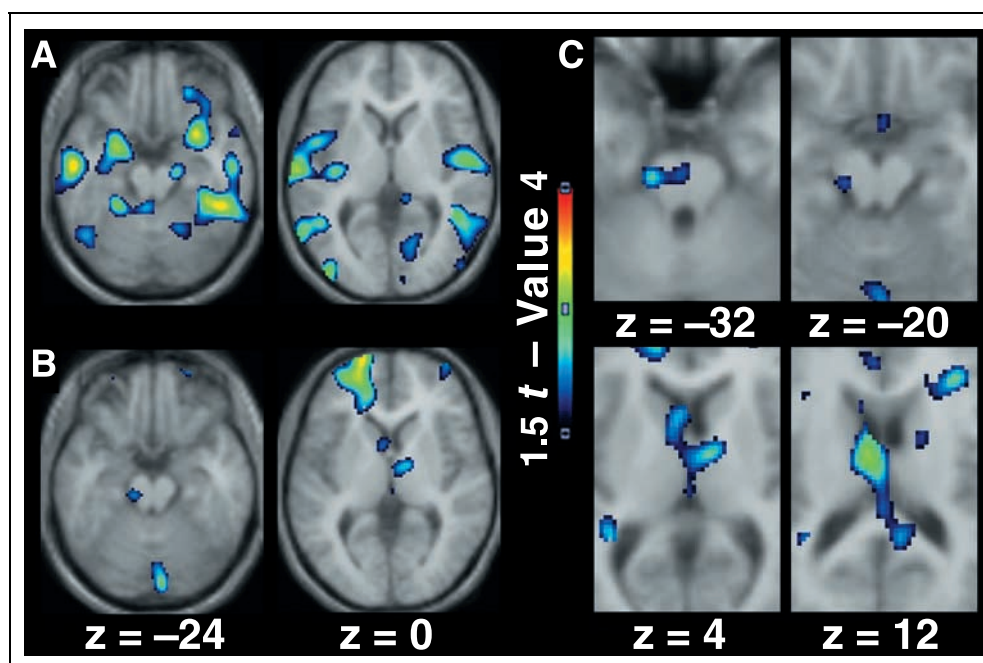 A
C
1.5 t – Value 4
z = –32
z = –20
B
z = –24
z = 0
z = 4
z = 12